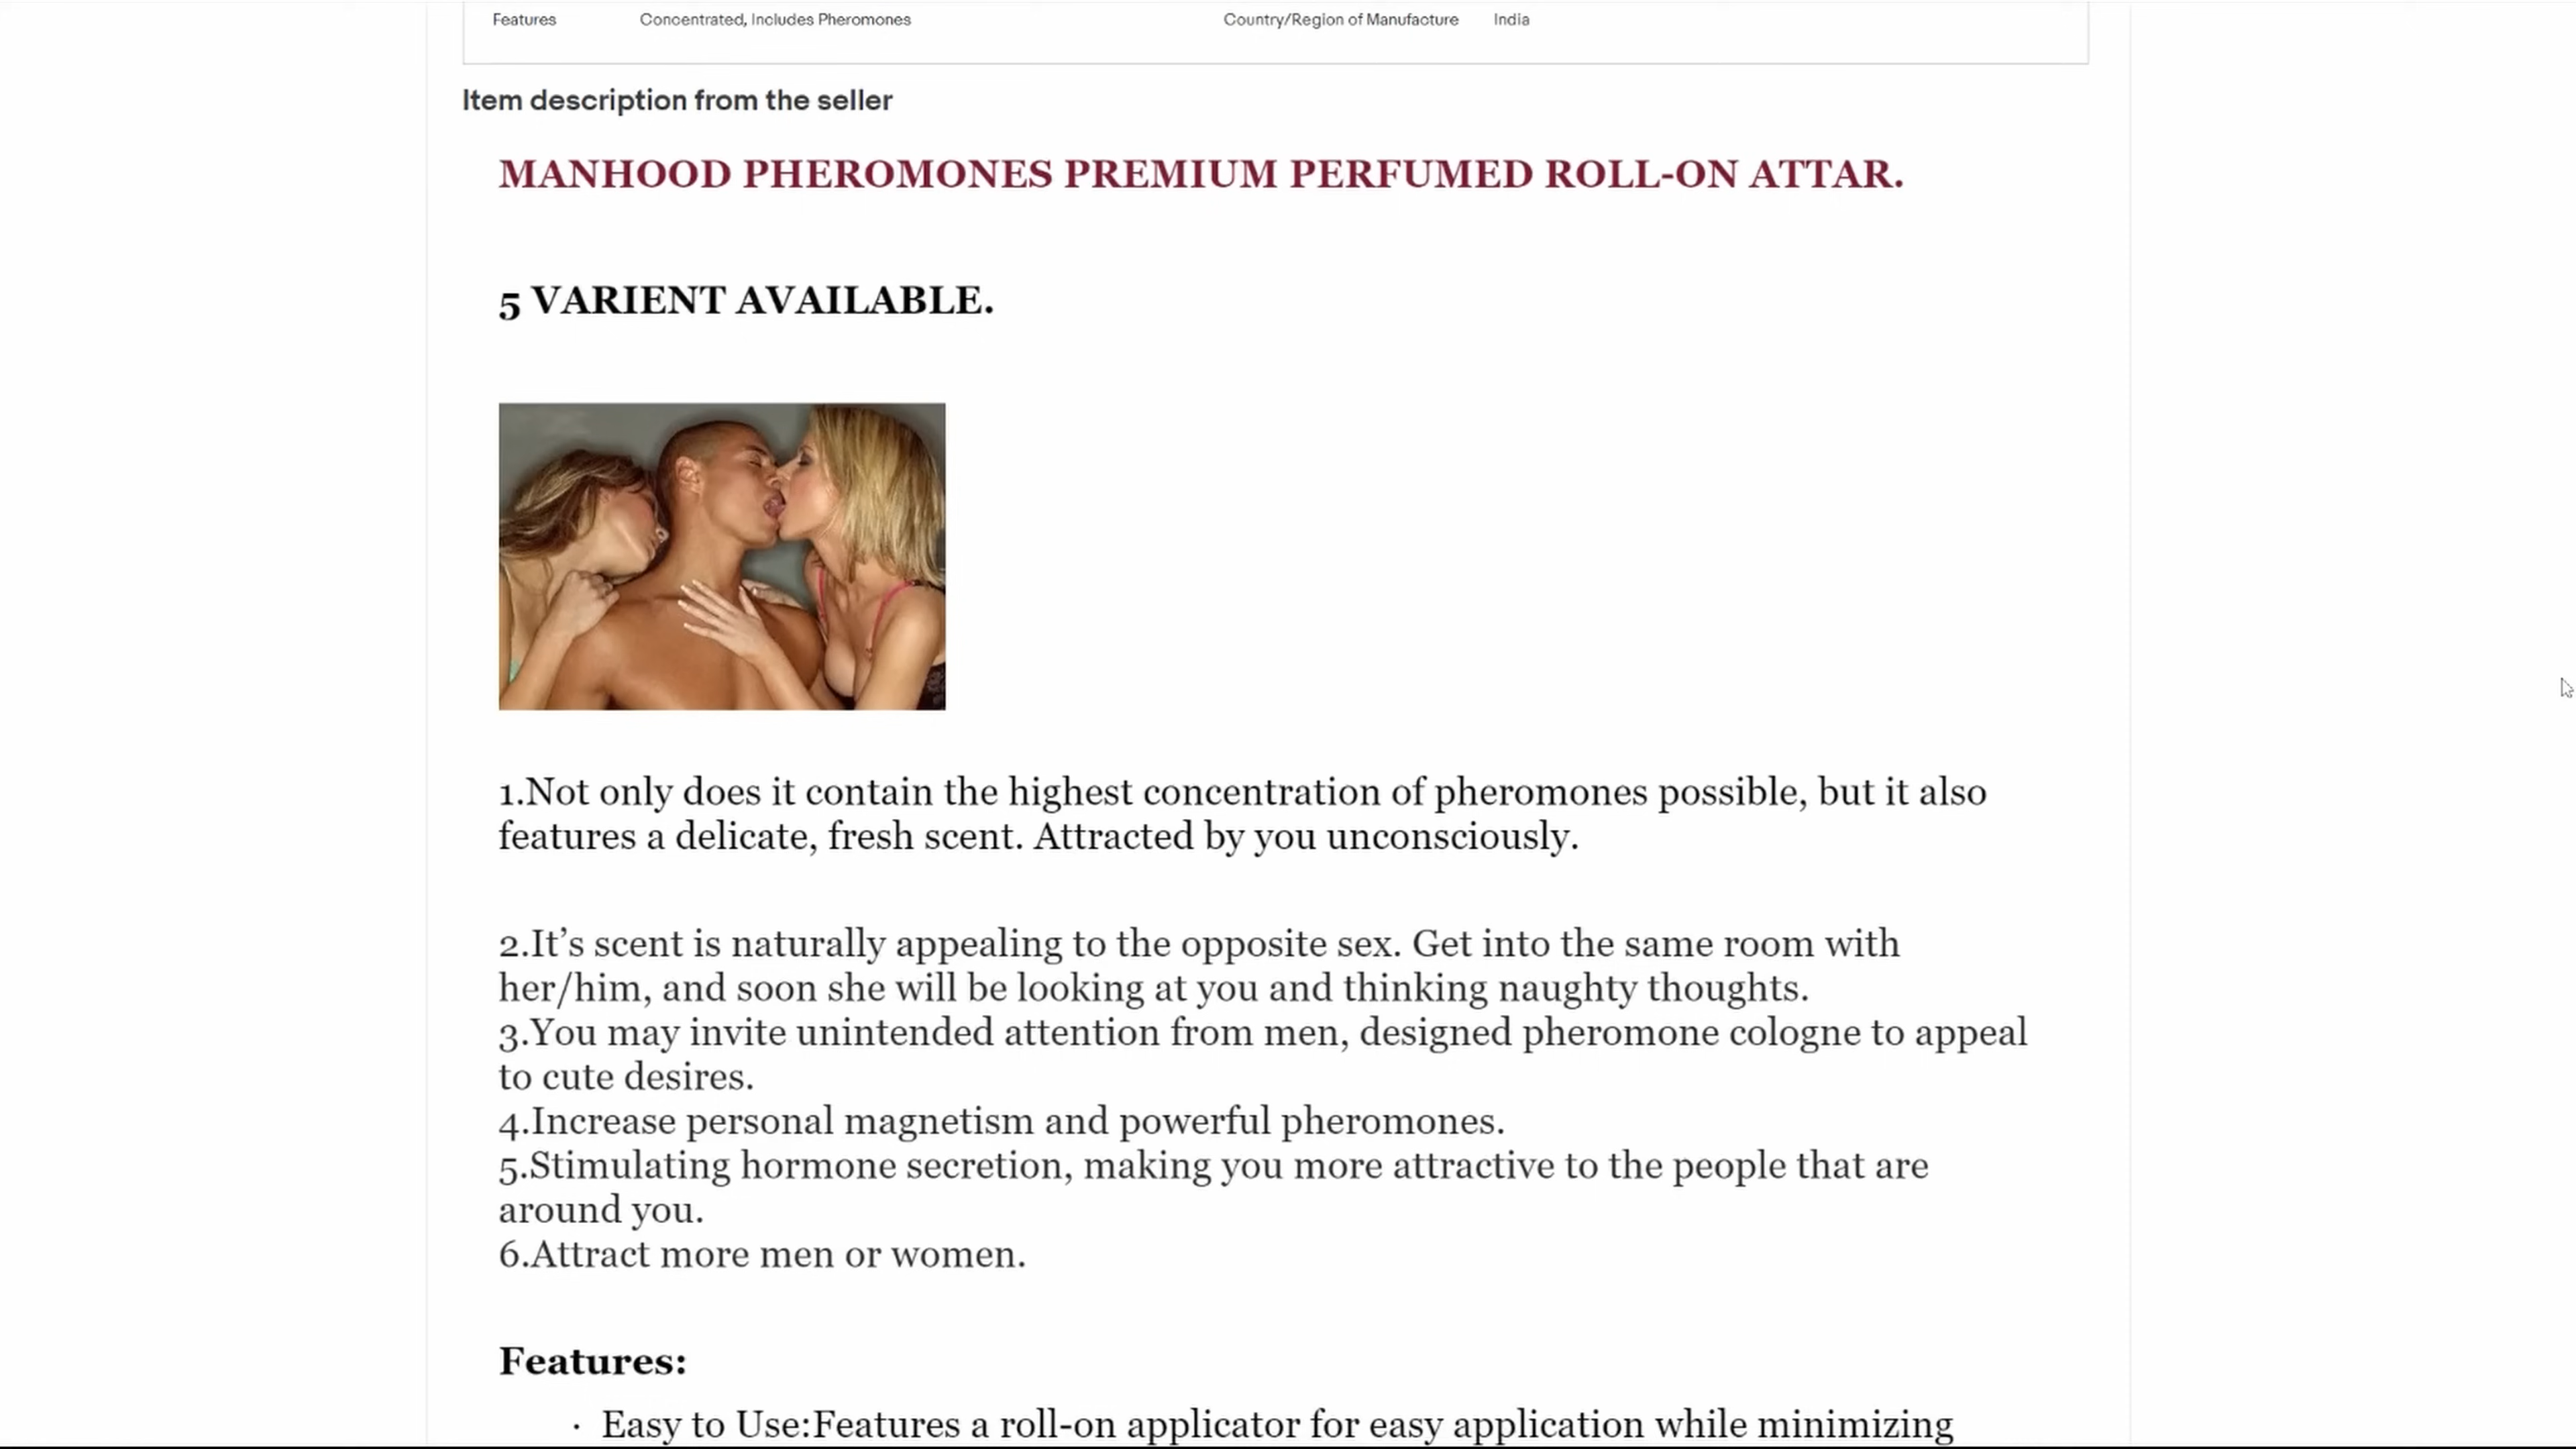 Features Concentrated, Includes Pheromones Country/Region of Manufacture India
Item description from the seller
MANHOOD PHEROMONES PREMIUM PERFUMED ROLL-ON ATTAR.
5 VARIENT AVAILABLE.
1.Not only does it contain the highest concentration of pheromones possible, but it also
features a delicate, fresh scent. Attracted by you unconsciously.
2.It’s scent is naturally appealing to the opposite sex. Get into the same room with
her/him, and soon she will be looking at you and thinking naughty thoughts.
3.You may invite unintended attention from men, designed pheromone cologne to appeal
to cute desires.
4.Increase personal magnetism and powerful pheromones.
5.Stimulating hormone secretion, making you more attractive to the people that are
around you.
6.Attract more men or women.
Features:
· Easy to Use:Features a roll-on applicator for easy application while minimizing